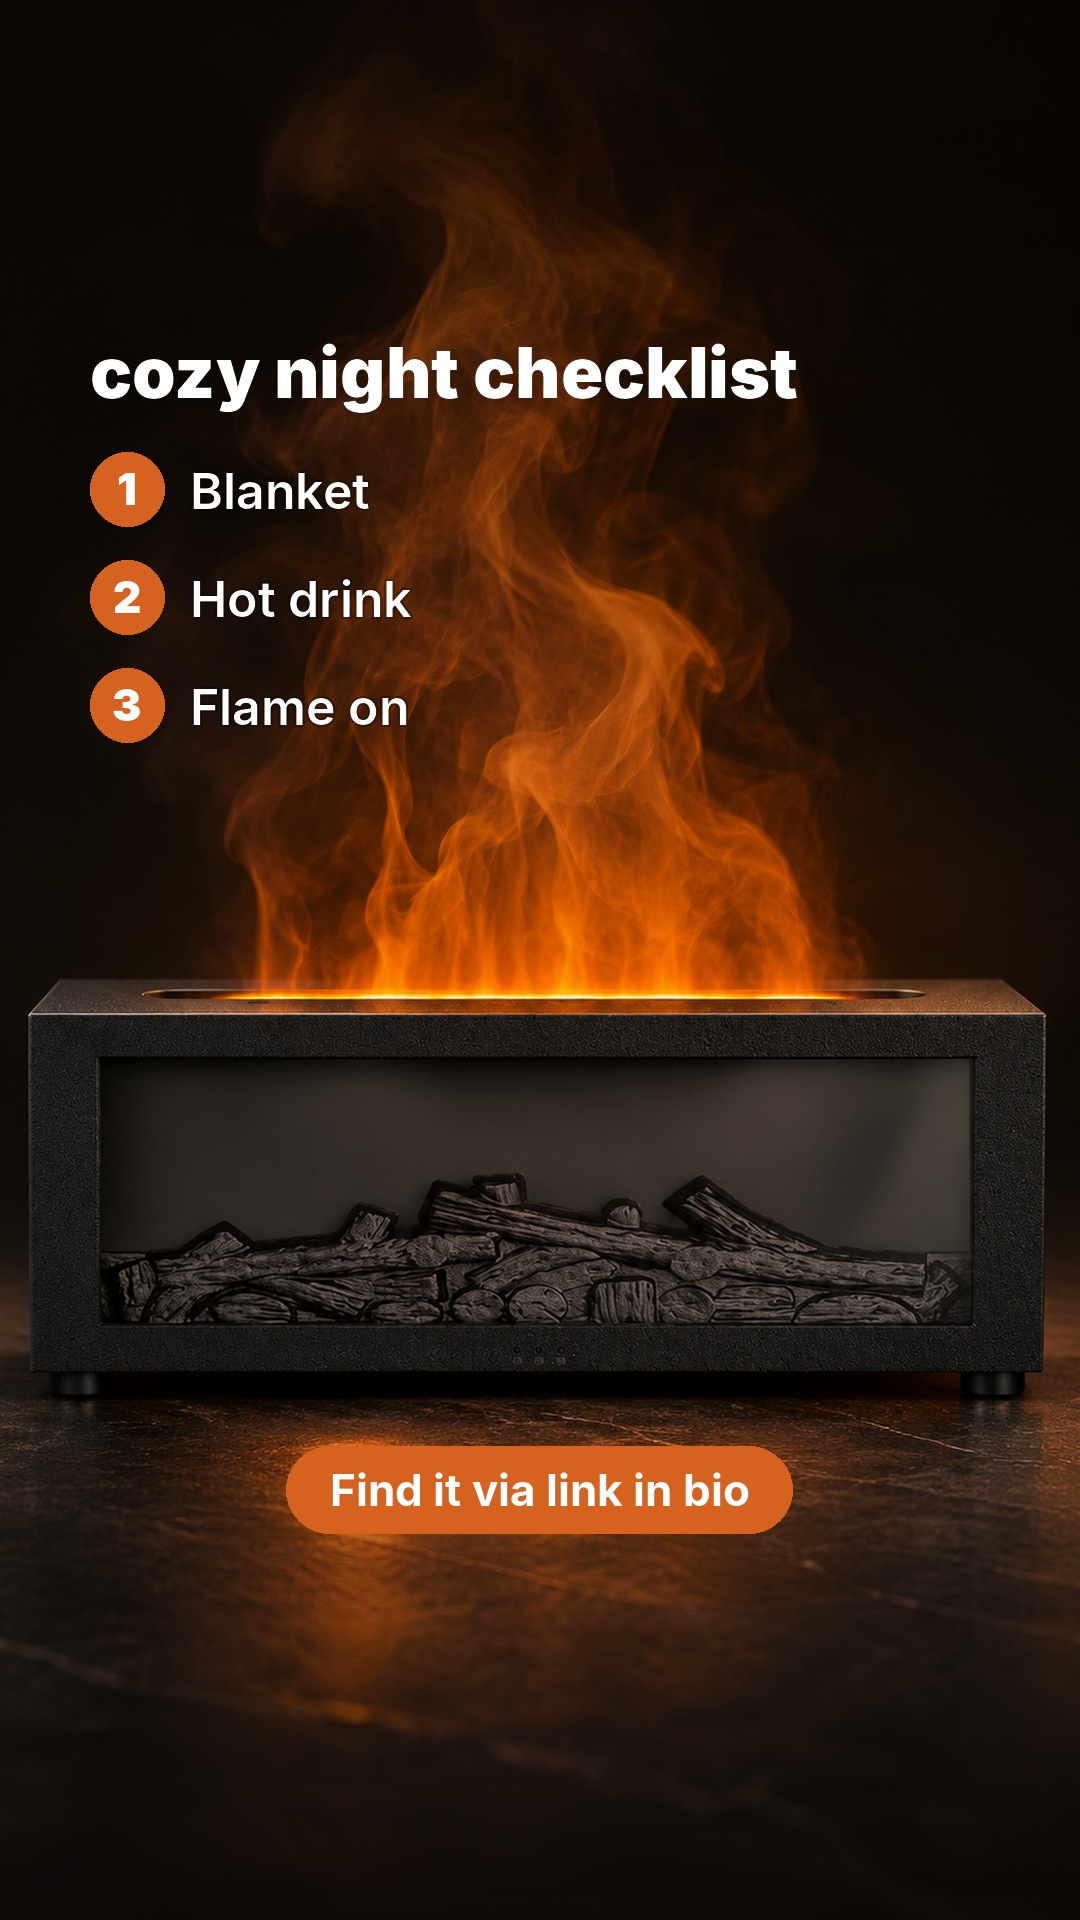 cozy night checklist
1 Blanket
2 Hot drink
3 Flame on
Find it via link in bio